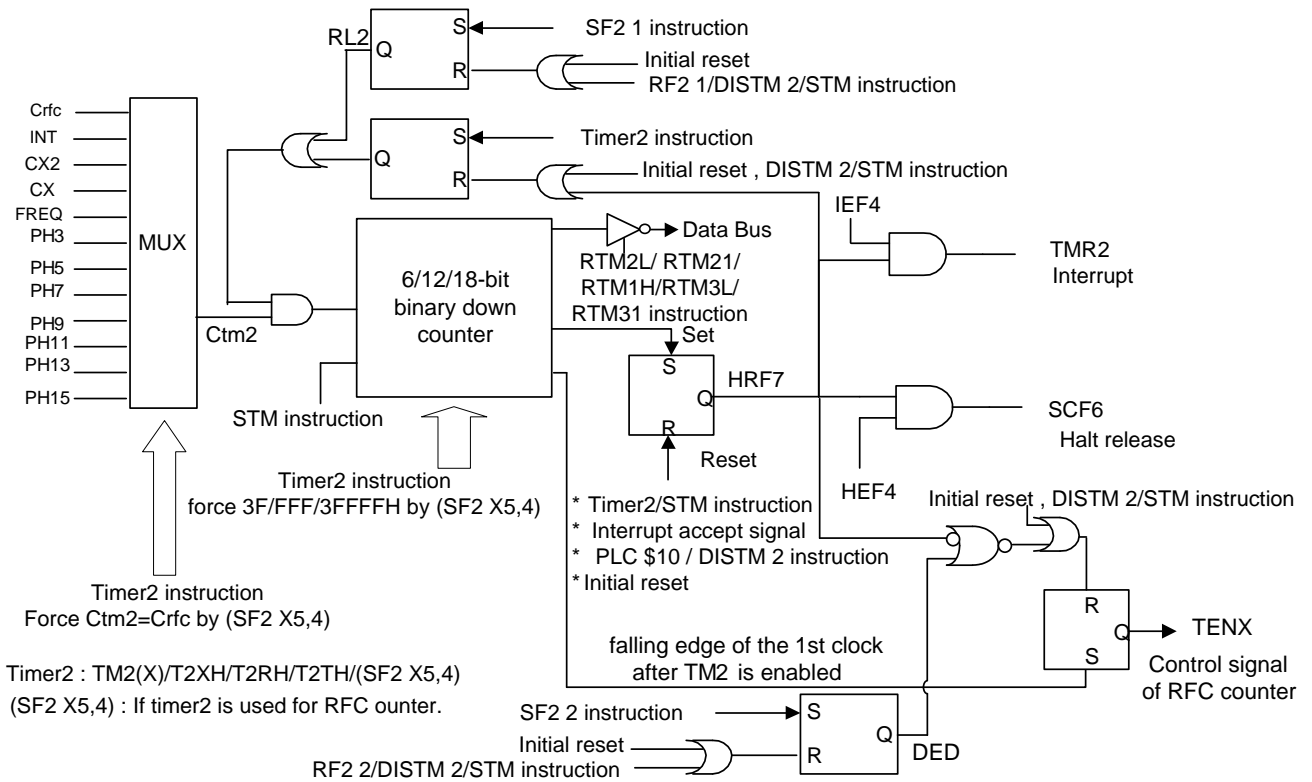 RL2
Q
S
R
SF2 1 instruction
Initial reset
RF2 1/DISTM 2/STM instruction
Crfc
INT
CX2
CX
FREQ
PH3
PH5
PH7
PH9
PH11
PH13
PH15
MUX
Ctm2
Q
S
R
Timer2 instruction
Initial reset , DISTM 2/STM instruction
6/12/18-bit
binary down
counter
STM instruction
Data Bus
RTM2L/ RTM21/
RTM1H/RTM3L/
RTM31 instruction
Set
S
Q
R
HRF7
Reset
IEF4
TMR2
Interrupt
SCF6
Halt release
HEF4
Timer2 instruction
force 3F/FFF/3FFFFH by (SF2 X5,4)
* Timer2/STM instruction
* Interrupt accept signal
* PLC $10 / DISTM 2 instruction
* Initial reset
Initial reset , DISTM 2/STM instruction
Timer2 instruction
Force Ctm2=Crfc by (SF2 X5,4)
R
Q
S
TENX
Control signal
of RFC counter
falling edge of the 1st clock
after TM2 is enabled
Timer2 : TM2(X)/T2XH/T2RH/T2TH/(SF2 X5,4)
(SF2 X5,4) : If timer2 is used for RFC ounter.
SF2 2 instruction
S
Q
R
DED
Initial reset
RF2 2/DISTM 2/STM instruction